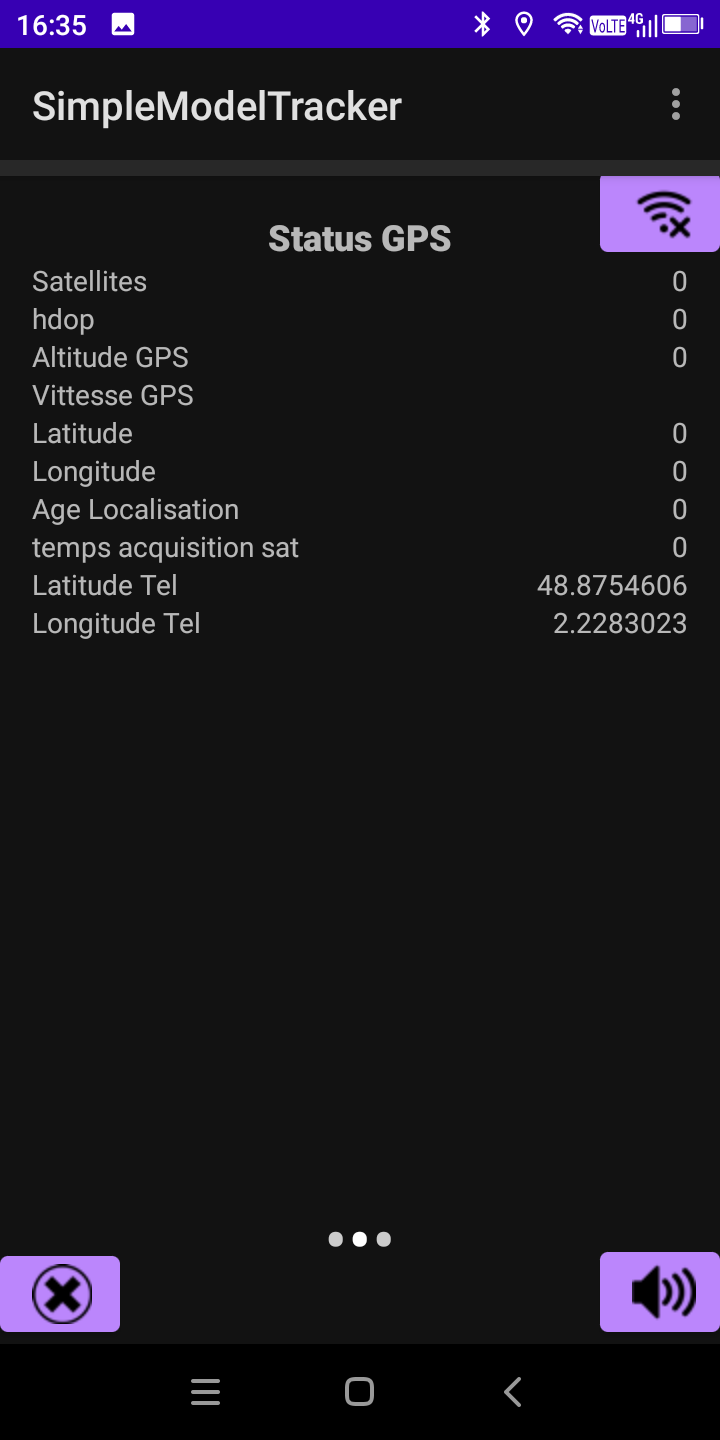 16:35 VoLTE 4G
SimpleModelTracker
Status GPS
Satellites 0
hdop 0
Altitude GPS 0
Vittesse GPS
Latitude 0
Longitude 0
Age Localisation 0
temps acquisition sat 0
Latitude Tel 48.8754606
Longitude Tel 2.2283023